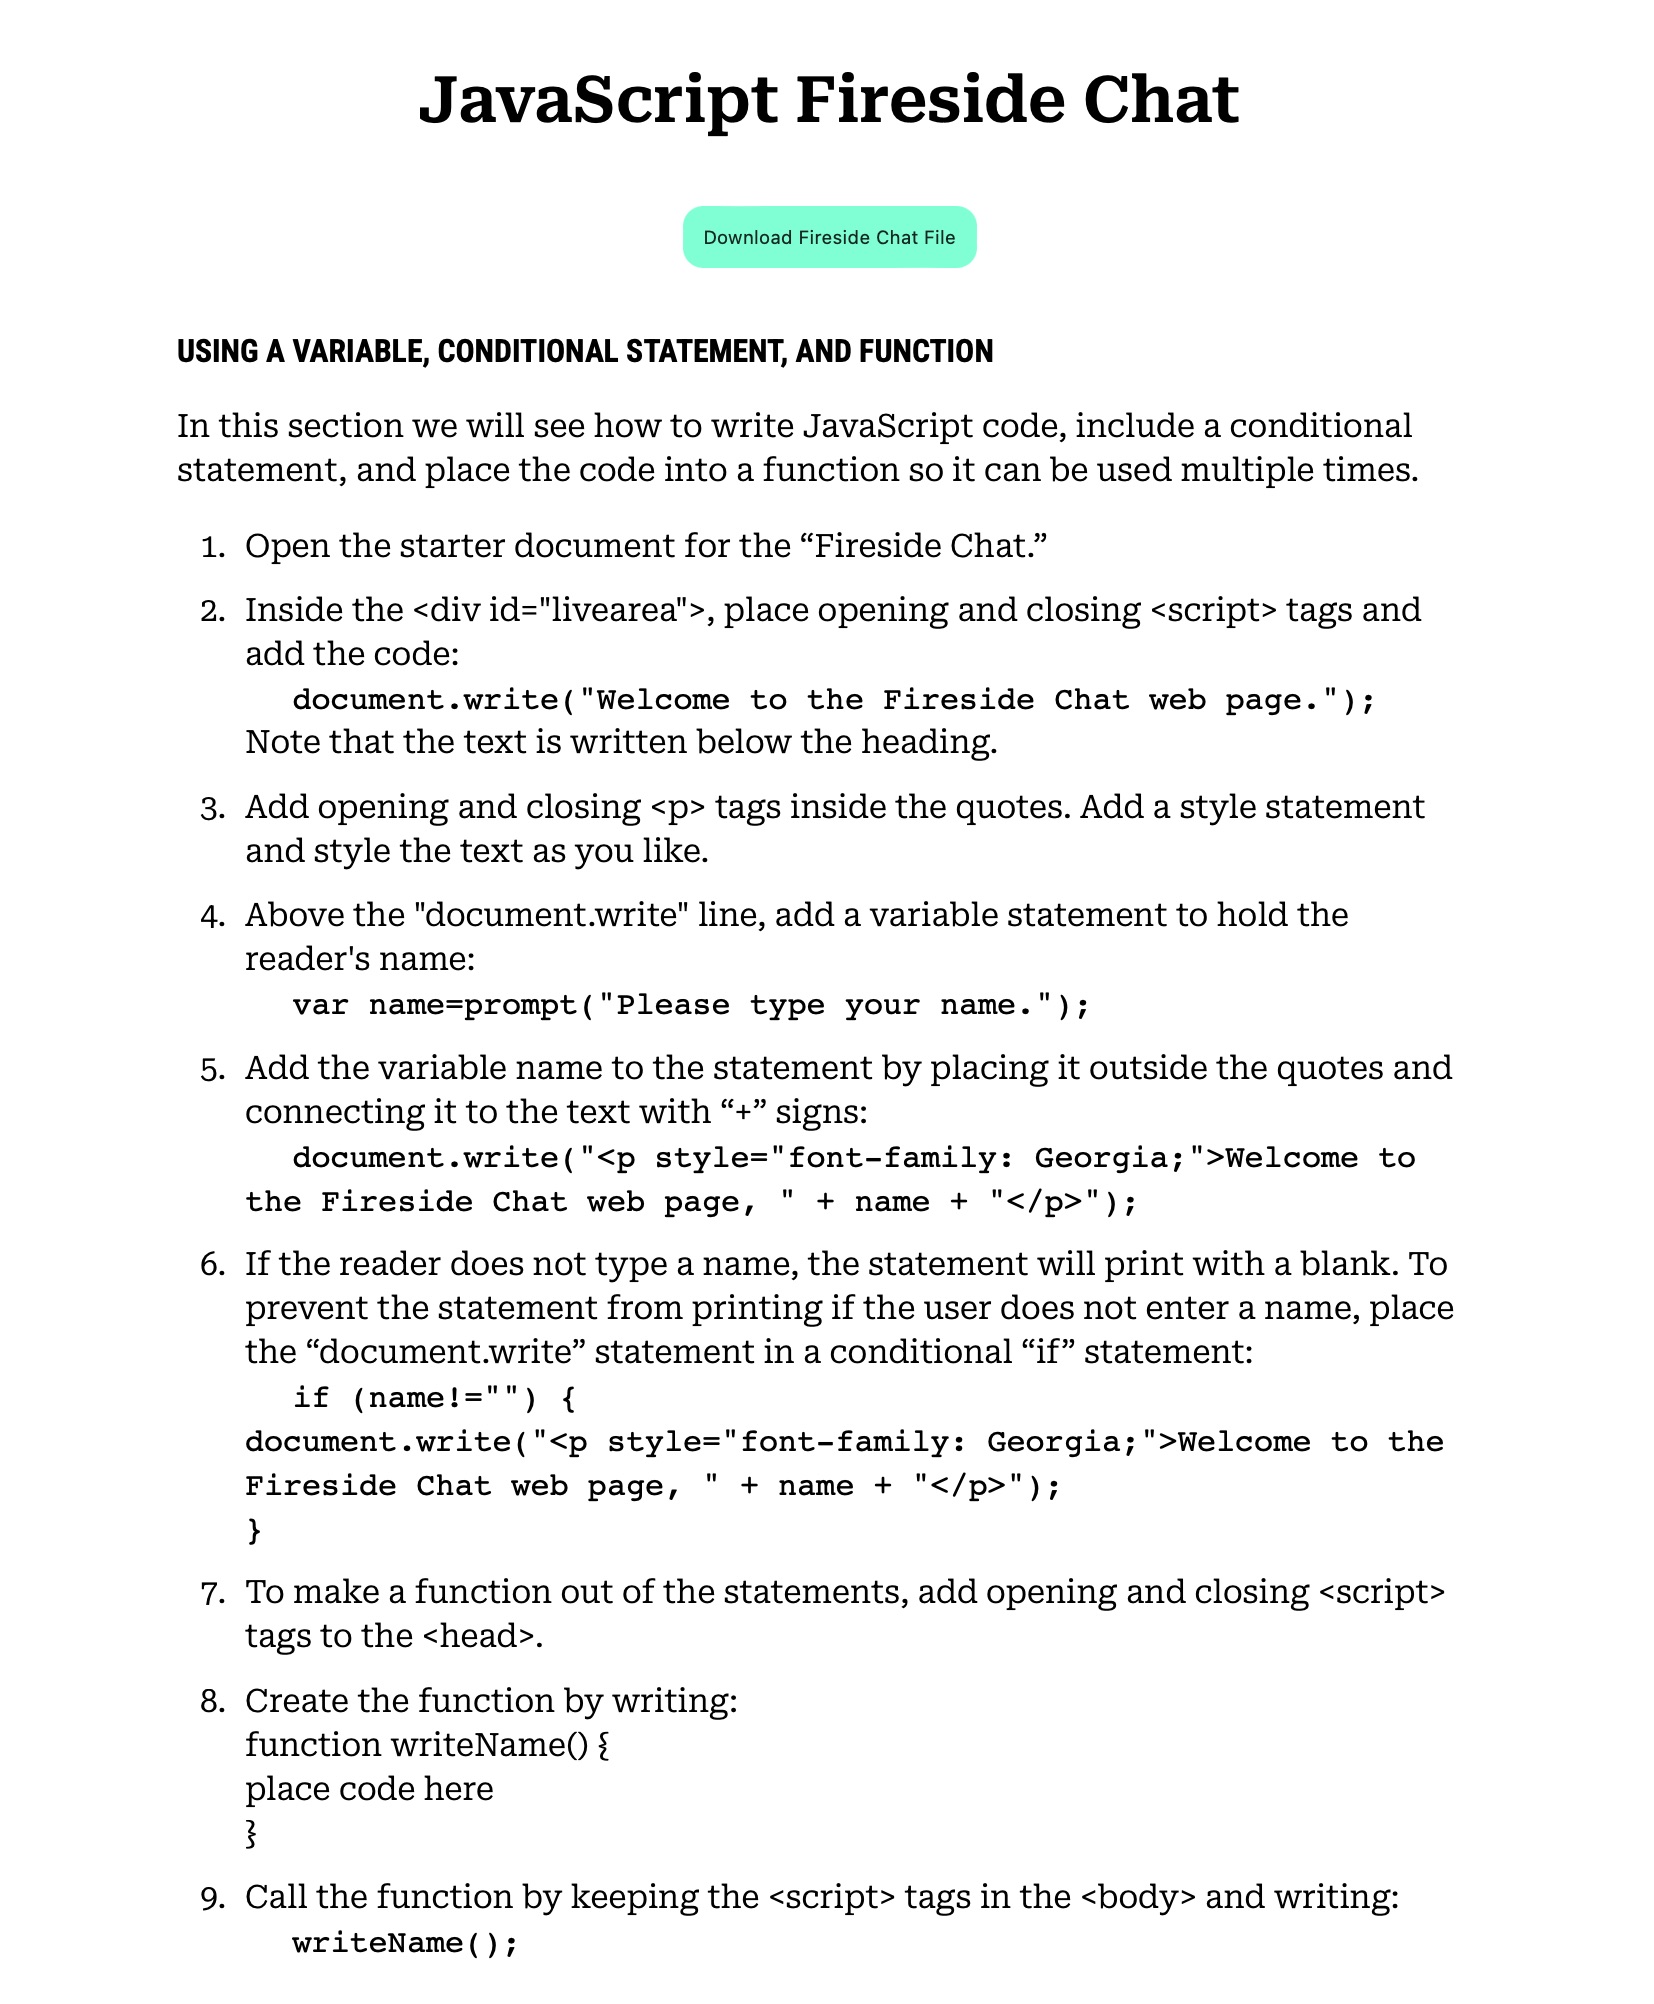 JavaScript Fireside Chat
Download Fireside Chat File
USING A VARIABLE, CONDITIONAL STATEMENT, AND FUNCTION
In this section we will see how to write JavaScript code, include a conditional
statement, and place the code into a function so it can be used multiple times.
1. Open the starter document for the “Fireside Chat.”
2. Inside the <div id="livearea">, place opening and closing <script> tags and
add the code:
document.write("Welcome to the Fireside Chat web page.");
Note that the text is written below the heading.
3. Add opening and closing <p> tags inside the quotes. Add a style statement
and style the text as you like.
4. Above the "document.write" line, add a variable statement to hold the
reader's name:
var name=prompt("Please type your name.");
5. Add the variable name to the statement by placing it outside the quotes and
connecting it to the text with “+” signs:
document.write("<p style="font-family: Georgia;">Welcome to
the Fireside Chat web page, " + name + "</p>");
6. If the reader does not type a name, the statement will print with a blank. To
prevent the statement from printing if the user does not enter a name, place
the “document.write” statement in a conditional “if” statement:
if (name!="") {
document.write("<p style="font-family: Georgia;">Welcome to the
Fireside Chat web page, " + name + "</p>");
}
7. To make a function out of the statements, add opening and closing <script>
tags to the <head>.
8. Create the function by writing:
function writeName() {
place code here
}
9. Call the function by keeping the <script> tags in the <body> and writing:
writeName();